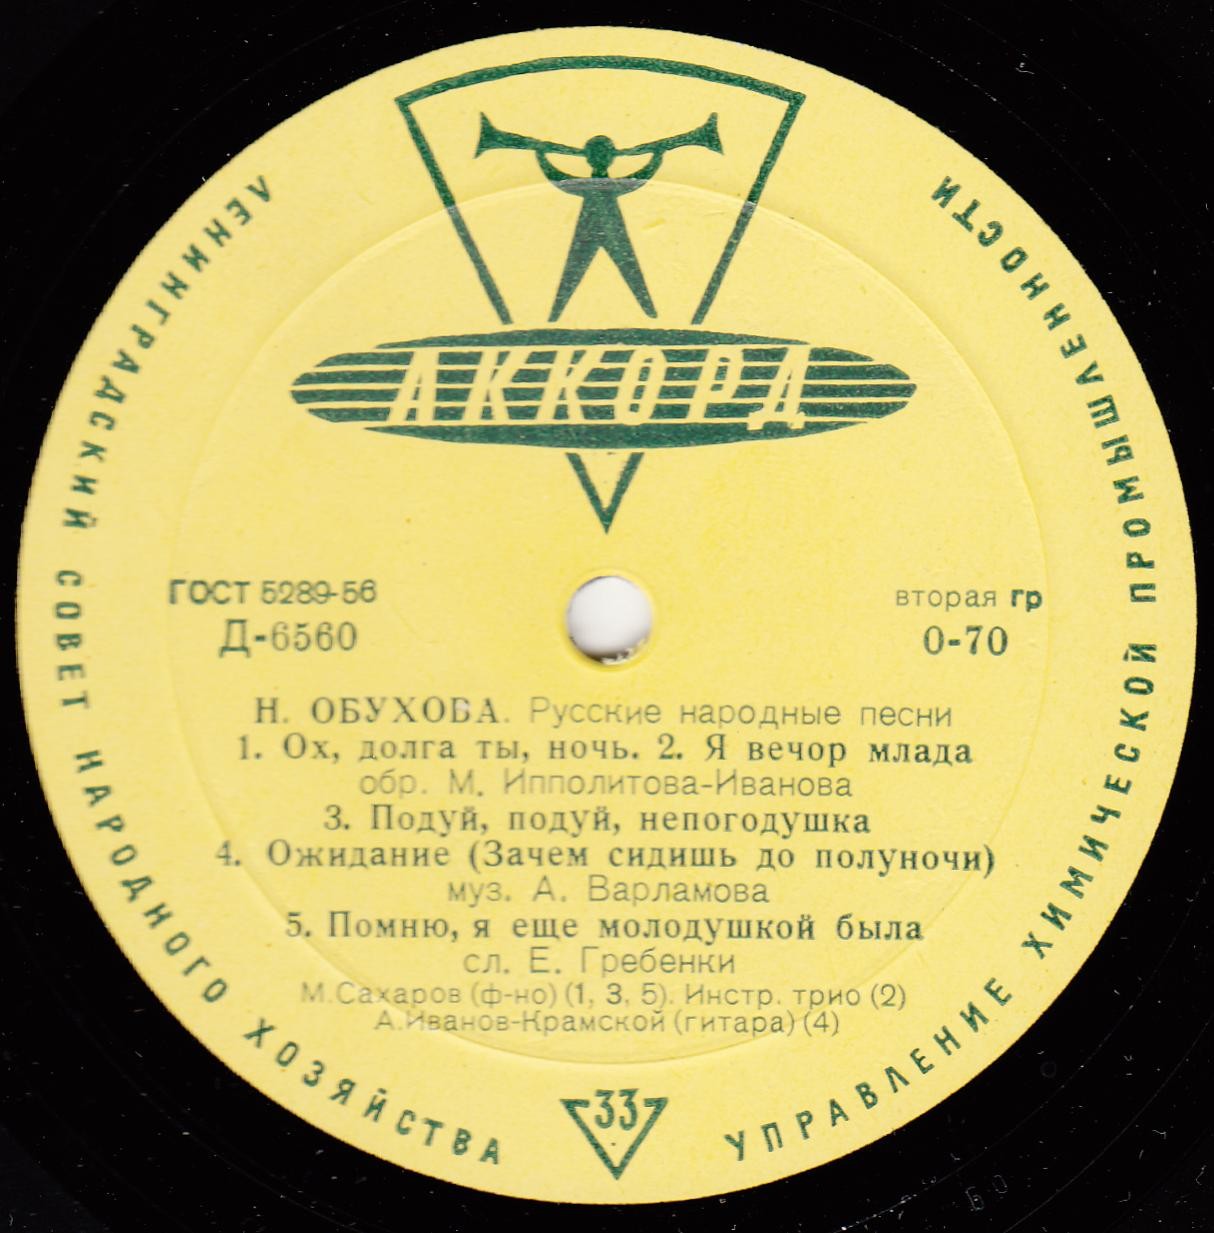 ЛЕНИНГРАДСКИЙ СОВЕТ НАРОДНОГО ХОЗЯЙСТВА
УПРАВЛЕНИЕ ХИМИЧЕСКОЙ ПРОМЫШЛЕННОСТИ
АККОРД
ГОСТ 5289-56
Д-6560
вторая гр
0-70
Н. ОБУХОВА. Русские народные песни
1. Ох, долга ты, ночь. 2. Я вечор млада
обр. М. Ипполитова-Иванова
3. Подуй, подуй, непогодушка
4. Ожидание (Зачем сидишь до полуночи)
муз. А. Варламова
5. Помню, я еще молодушкой была
сл. Е. Гребенки
М.Сахаров (ф-но) (1, 3, 5). Инстр. трио (2)
А.Иванов-Крамской (гитара) (4)
33